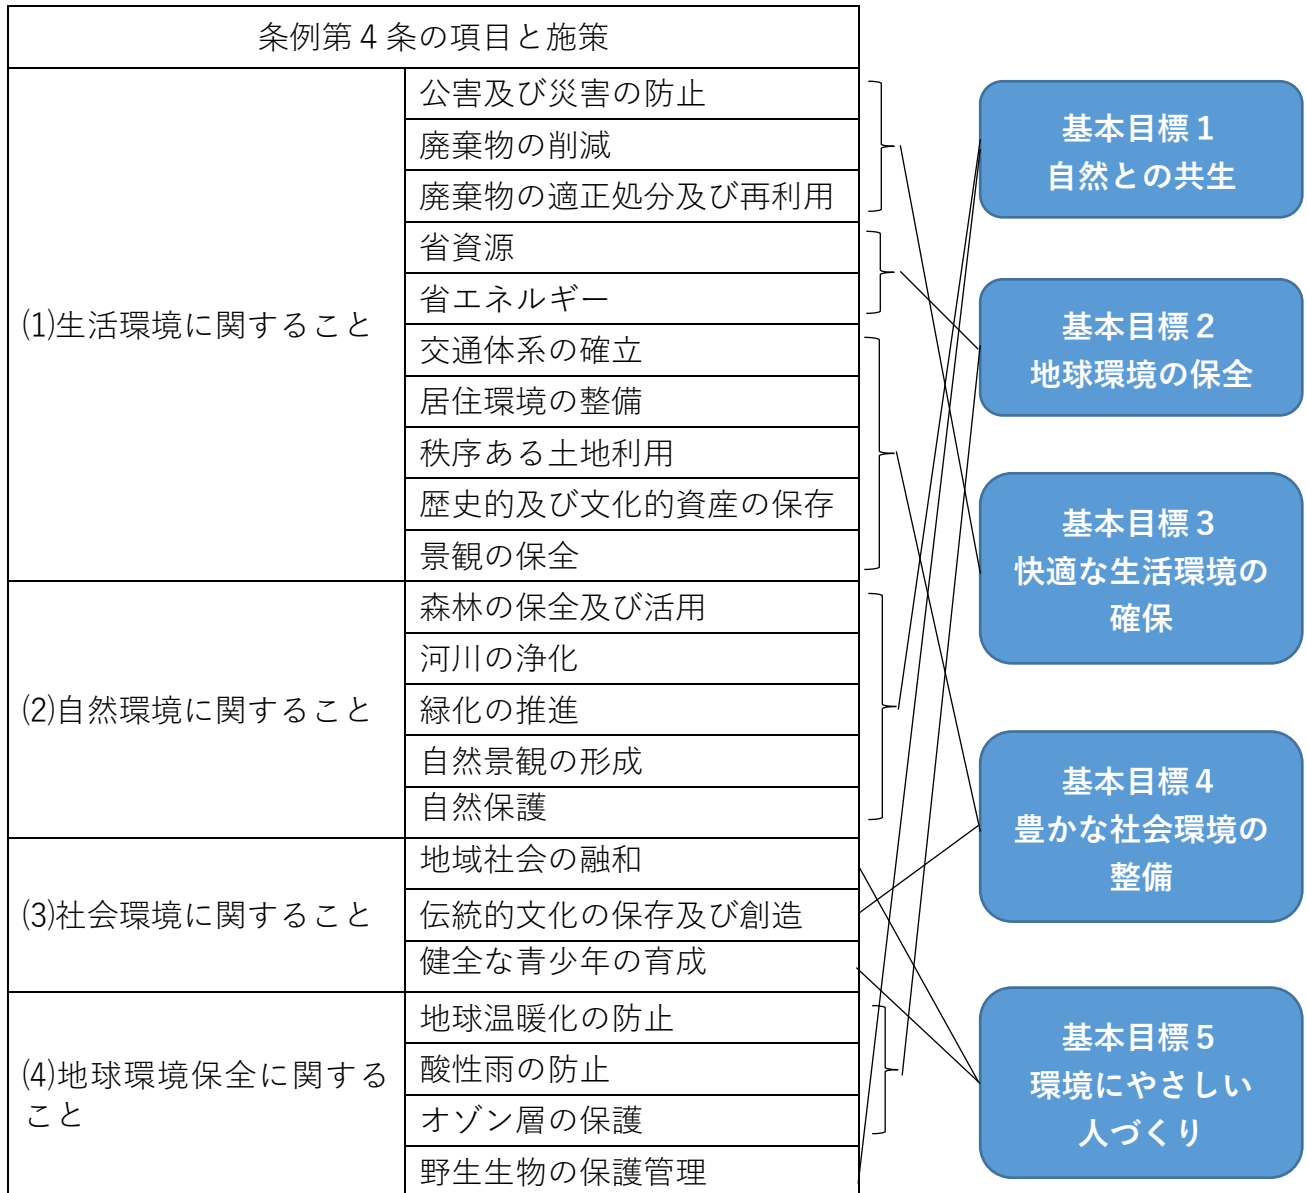 条例第４条の項目と施策
⑴生活環境に関すること
公害及び災害の防止
廃棄物の削減
廃棄物の適正処分及び再利用
省資源
省エネルギー
交通体系の確立
居住環境の整備
秩序ある土地利用
歴史的及び文化的資産の保存
景観の保全
⑵自然環境に関すること
森林の保全及び活用
河川の浄化
緑化の推進
自然景観の形成
自然保護
⑶社会環境に関すること
地域社会の融和
伝統的文化の保存及び創造
健全な青少年の育成
⑷地球環境保全に関する
こと
地球温暖化の防止
酸性雨の防止
オゾン層の保護
野生生物の保護管理
基本目標１
自然との共生
基本目標２
地球環境の保全
基本目標３
快適な生活環境の
確保
基本目標４
豊かな社会環境の
整備
基本目標５
環境にやさしい
人づくり